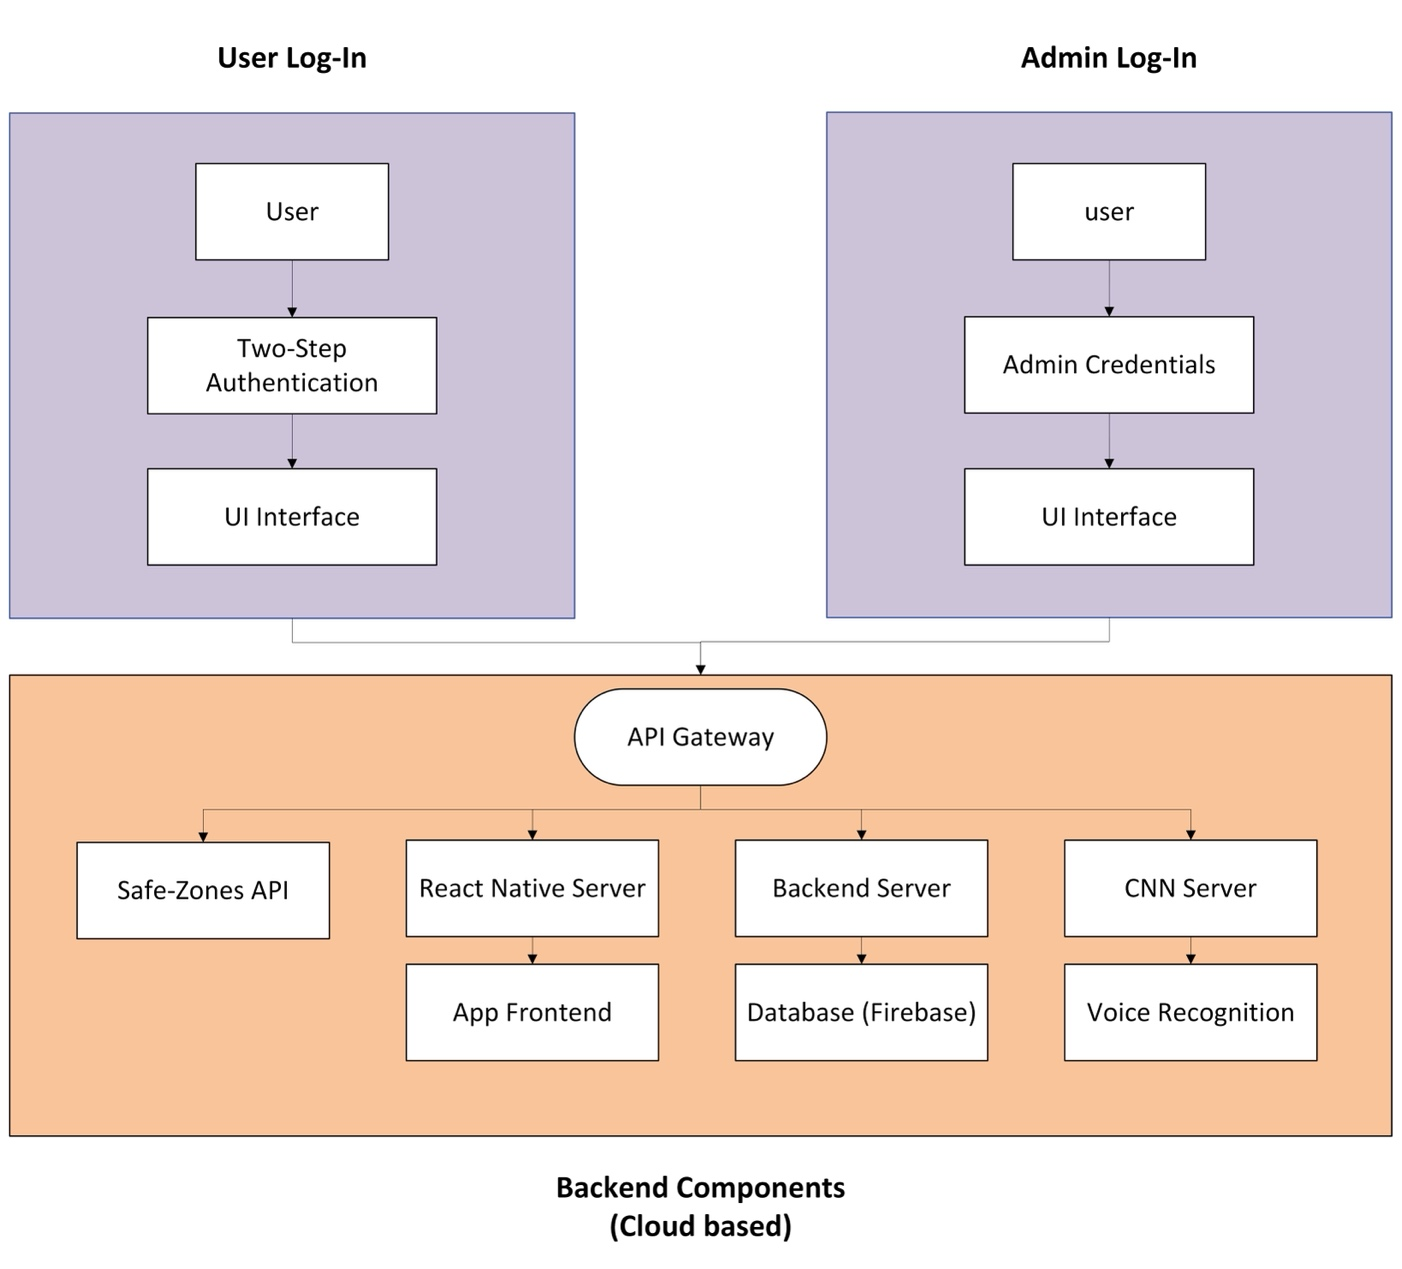 User Log-In
Admin Log-In
User
user
Two-Step
Authentication
Admin Credentials
UI Interface
UI Interface
API Gateway
Safe-Zones API
React Native Server
Backend Server
CNN Server
App Frontend
Database (Firebase)
Voice Recognition
Backend Components
(Cloud based)